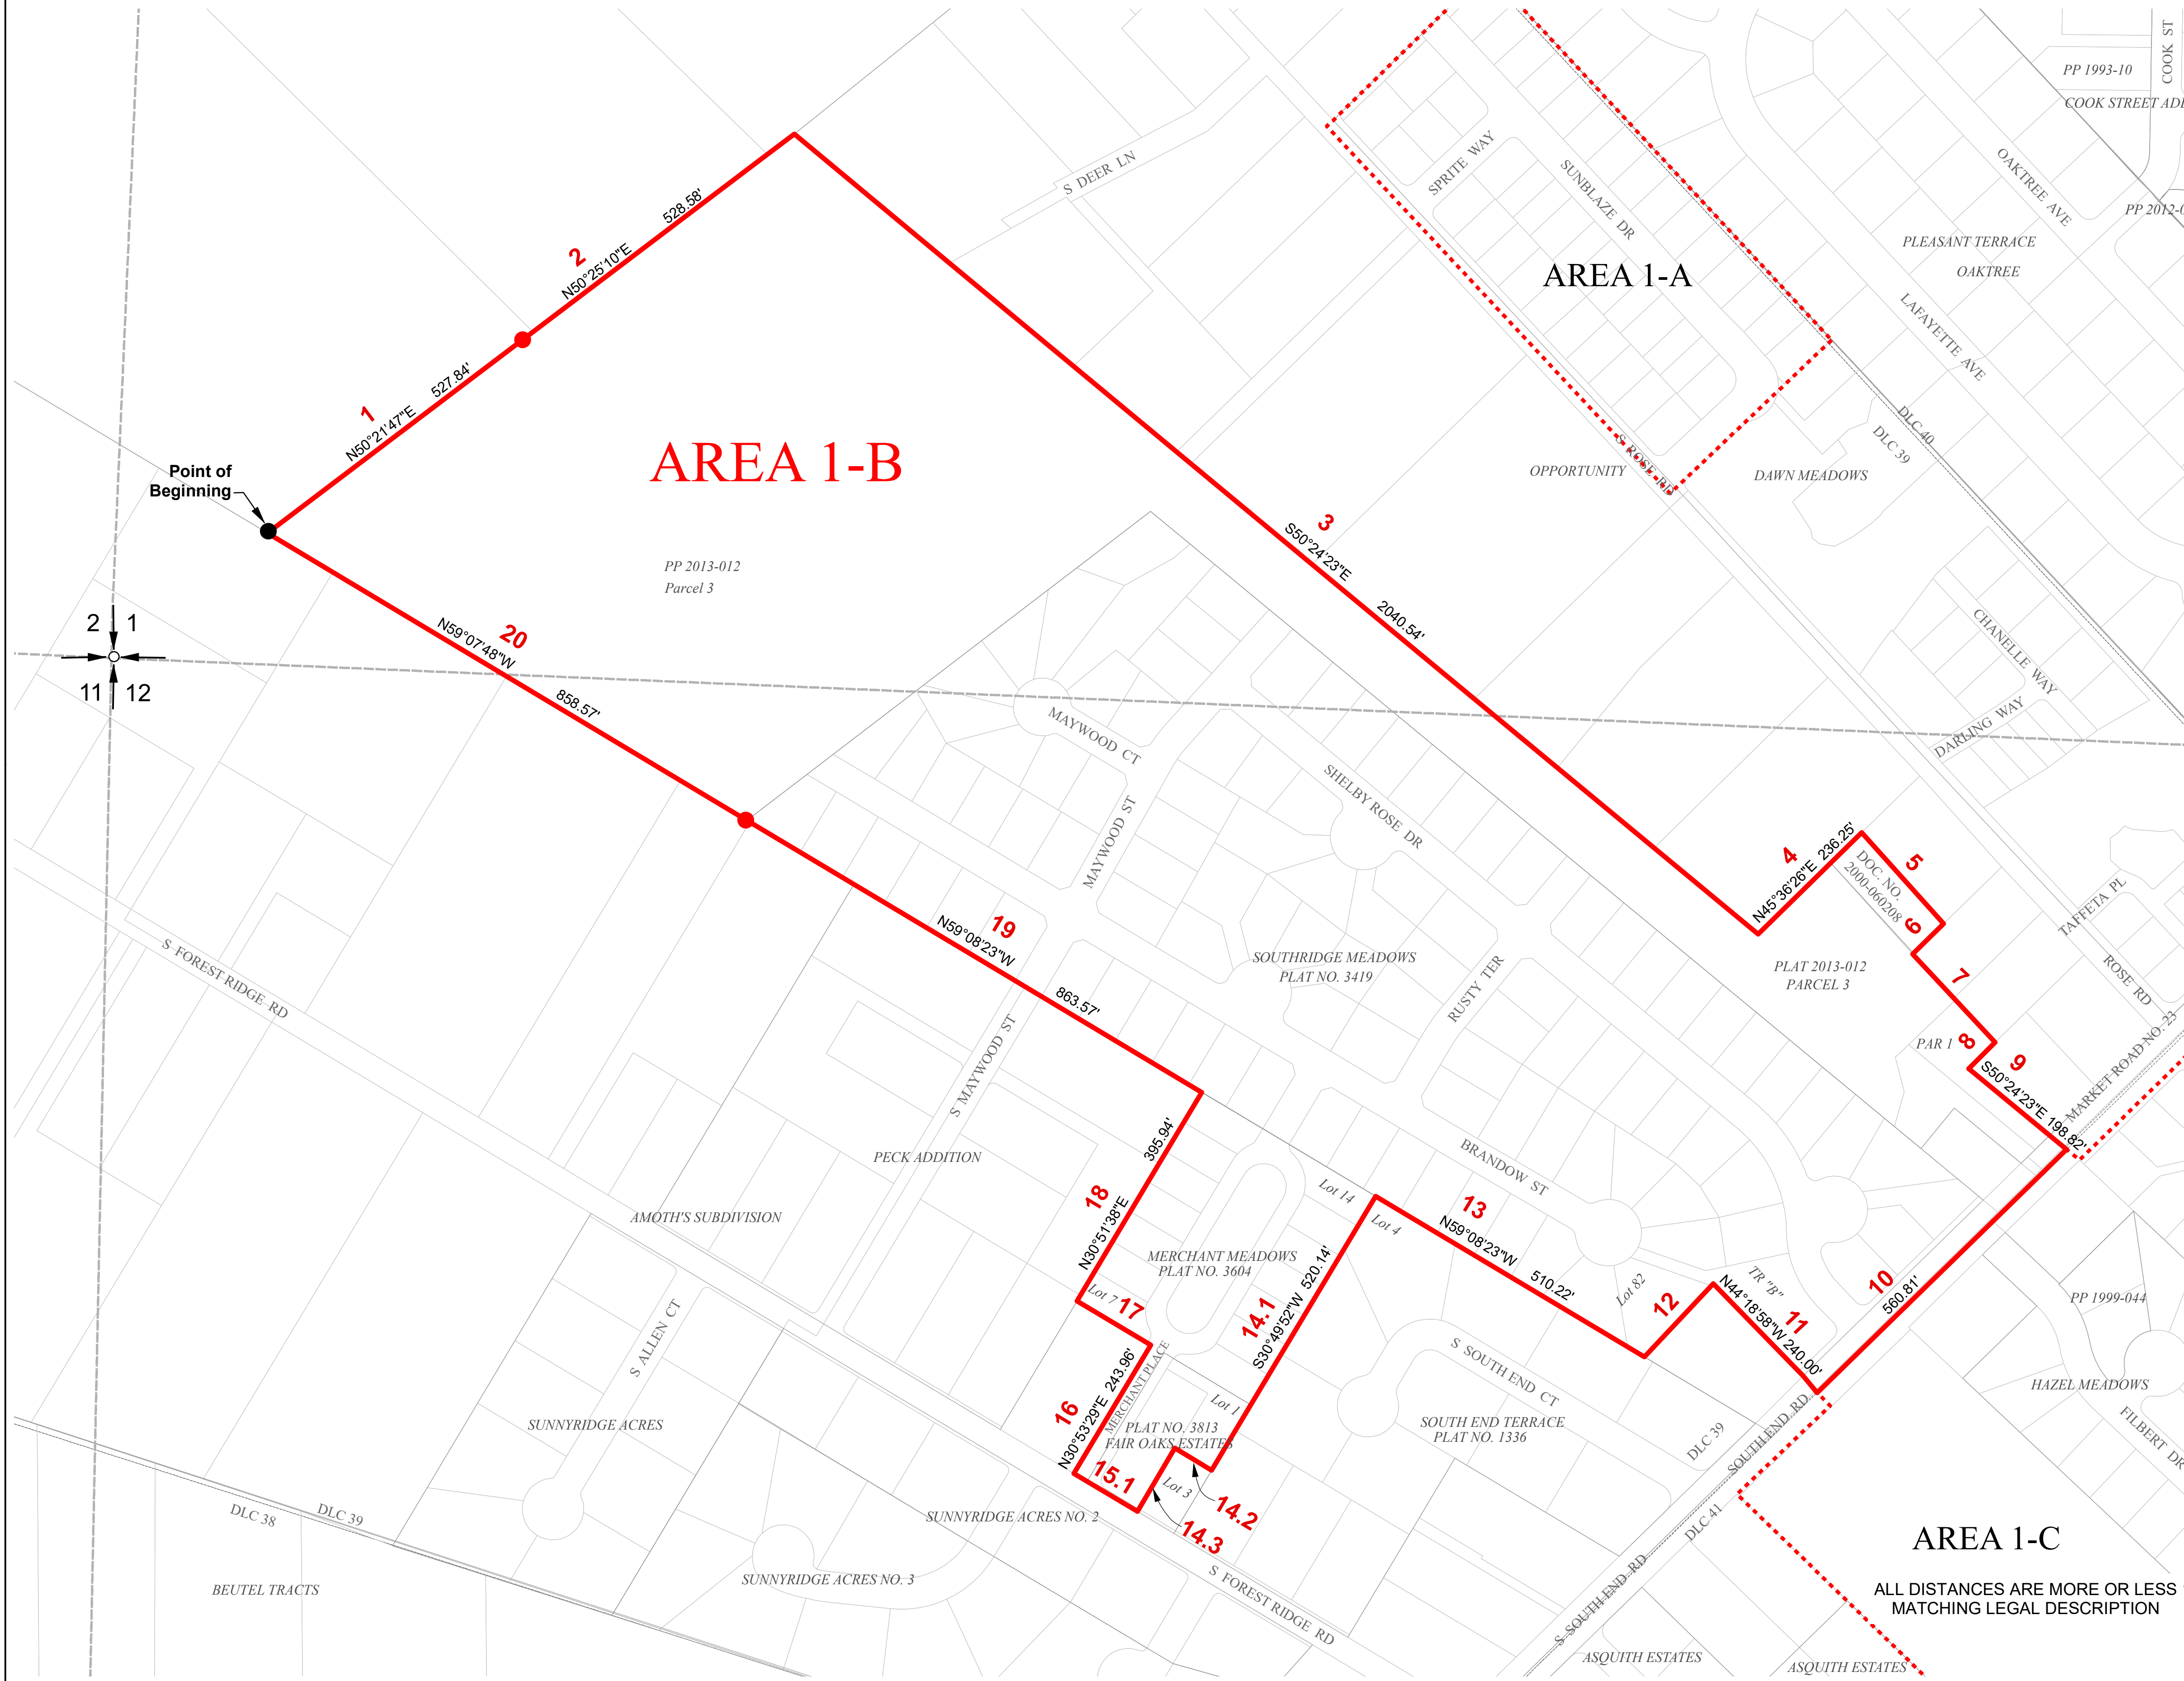 COOK ST
PP 1993-10
COOK STREET AD
S DEER LN
SPRITE WAY
SUNBLAZE DR
OAKTREE AVE
PP 2012-0
528.58'
2
N50°25'10"E
AREA 1-A
PLEASANT TERRACE
OAKTREE
LAFAYETTE AVE
527.84'
1
N50°21'47"E
DLC 40
DLC 39
AREA 1-B
Point of
Beginning
S ROSE RD
OPPORTUNITY
DAWN MEADOWS
3
S50°24'23"E
2040.54'
PP 2013-012
Parcel 3
2 1
11 12
20
N59°07'48"W
858.57'
CHANELLE WAY
DARLING WAY
MAYWOOD CT
MAYWOOD ST
SHELBY ROSE DR
4
N45°36'26"E 236.25'
5
DOC. NO.
2000-060208
6
TAFFETA PL
19
N59°08'23"W
863.57'
S FOREST RIDGE RD
SOUTHRIDGE MEADOWS
PLAT NO. 3419
RUSTY TER
PLAT 2013-012
PARCEL 3
7
ROSE RD
S MAYWOOD ST
PAR 1
8
9
S50°24'23"E 198.82'
MARKET ROAD NO. 23
PECK ADDITION
395.94'
18
N30°51'38"E
BRANDOW ST
Lot 14
Lot 4
13
N59°08'23"W
510.22'
AMOTH'S SUBDIVISION
MERCHANT MEADOWS
PLAT NO. 3604
Lot 7
17
14.1
S30°49'52"W 520.14'
Lot 82
12
TR "B"
N44°18'58"W 240.00'
11
10
560.81'
PP 1999-044
S ALLEN CT
MERCHANT PLACE
S SOUTH END CT
HAZEL MEADOWS
FILBERT DR
16
N30°53'29"E 243.96'
Lot 1
PLAT NO. 3813
FAIR OAKS ESTATES
SUNNYRIDGE ACRES
SOUTH END TERRACE
PLAT NO. 1336
DLC 39
SOUTH END RD
15.1
Lot 3
14.2
14.3
DLC 38
DLC 39
SUNNYRIDGE ACRES NO. 2
DLC 41
AREA 1-C
BEUTEL TRACTS
SUNNYRIDGE ACRES NO. 3
S FOREST RIDGE RD
S SOUTH END RD
ALL DISTANCES ARE MORE OR LESS
MATCHING LEGAL DESCRIPTION
ASQUITH ESTATES
ASQUITH ESTATES